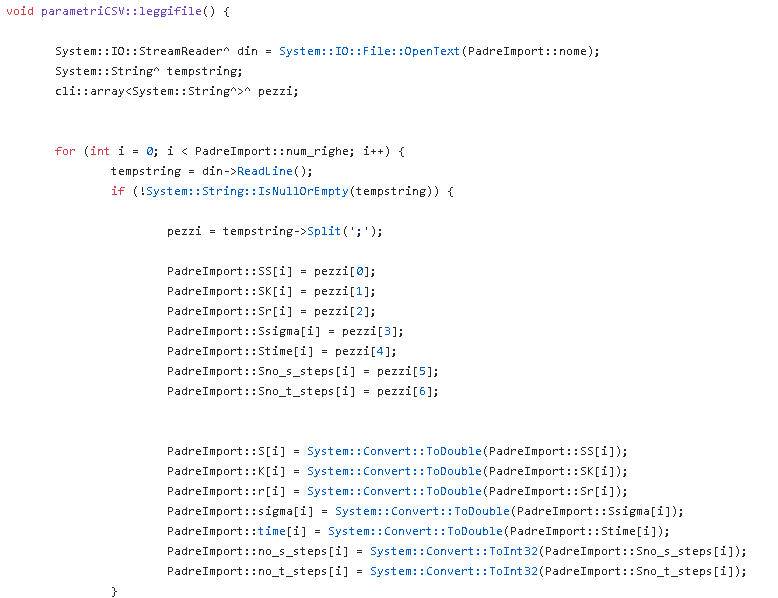 void parametriCSV::leggifile() {
System::IO::StreamReader^ din = System::IO::File::OpenText(PadreImport::nome);
System::String^ tempstring;
cli::array<System::String^>^ pezzi;
for (int i = 0; i < PadreImport::num_righe; i++) {
tempstring = din->ReadLine();
if (!System::String::IsNullOrEmpty(tempstring)) {
pezzi = tempstring->Split(';');
PadreImport::SS[i] = pezzi[0];
PadreImport::SK[i] = pezzi[1];
PadreImport::Sr[i] = pezzi[2];
PadreImport::Ssigma[i] = pezzi[3];
PadreImport::Stime[i] = pezzi[4];
PadreImport::Sno_s_steps[i] = pezzi[5];
PadreImport::Sno_t_steps[i] = pezzi[6];
PadreImport::S[i] = System::Convert::ToDouble(PadreImport::SS[i]);
PadreImport::K[i] = System::Convert::ToDouble(PadreImport::SK[i]);
PadreImport::r[i] = System::Convert::ToDouble(PadreImport::Sr[i]);
PadreImport::sigma[i] = System::Convert::ToDouble(PadreImport::Ssigma[i]);
PadreImport::time[i] = System::Convert::ToDouble(PadreImport::Stime[i]);
PadreImport::no_s_steps[i] = System::Convert::ToInt32(PadreImport::Sno_s_steps[i]);
PadreImport::no_t_steps[i] = System::Convert::ToInt32(PadreImport::Sno_t_steps[i]);
}